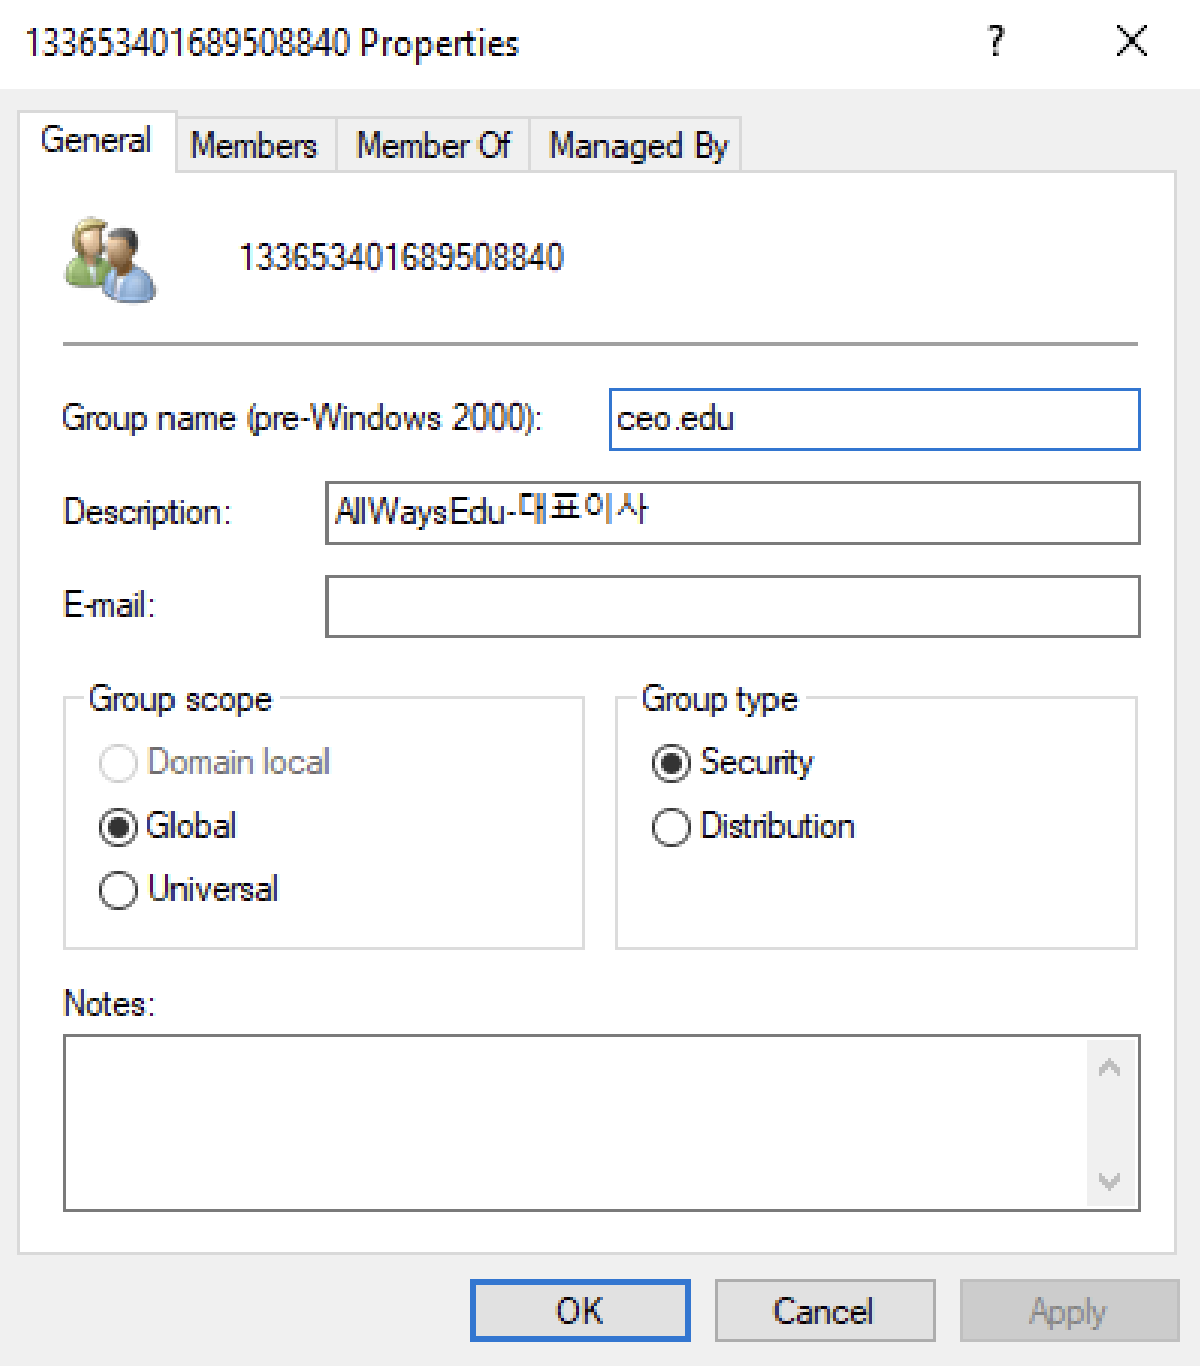 133653401689508840 Properties
?
General Members Member Of Managed By
133653401689508840
Group name (pre-Windows 2000): ceo.edu
Description: AllWaysEdu-대표이사
E-mail:
Group scope Group type
Domain local Security
Global Distribution
Universal
Notes:
OK Cancel Apply